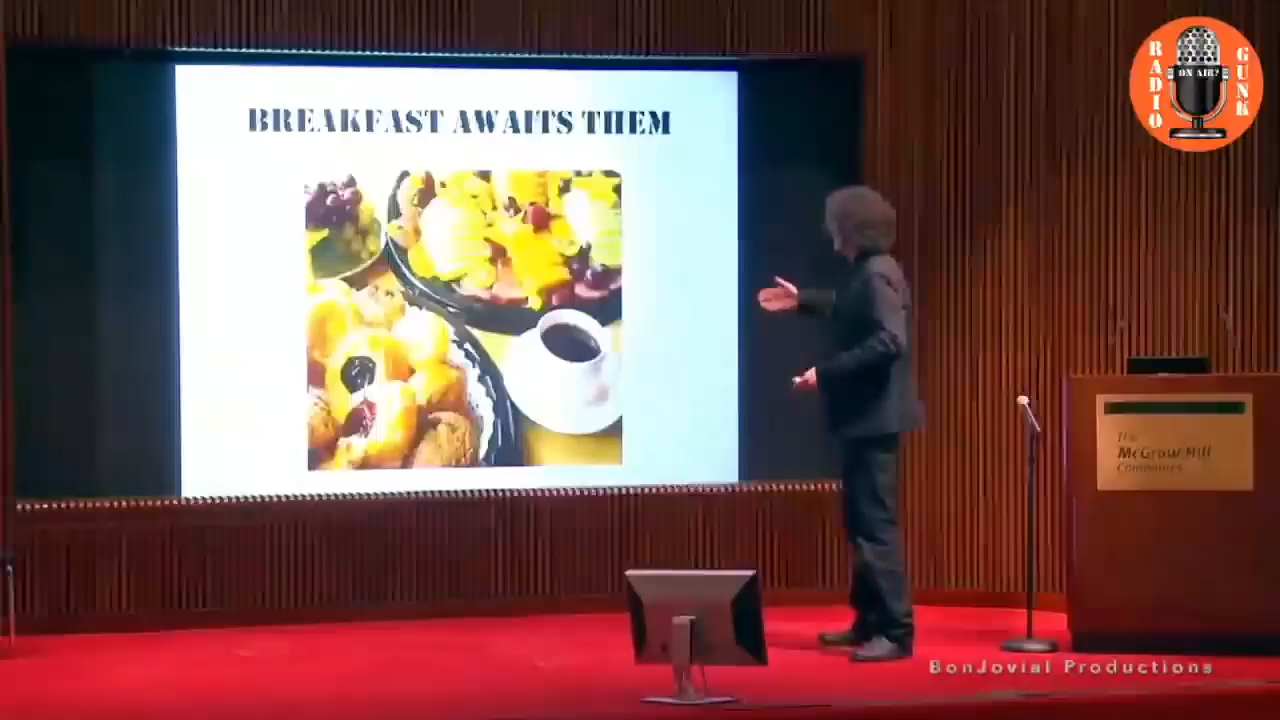 BREAKFAST AWAITS THEM
RADIO
ON AIR?
GUNK
The
McGraw-Hill
Companies
BonJovial Productions